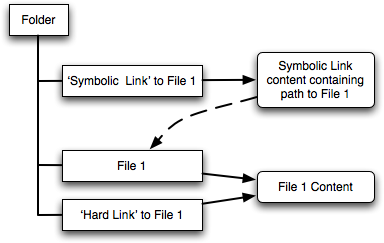 Folder
‘Symbolic Link’ to File 1
Symbolic Link
content containing
path to File 1
File 1
File 1 Content
‘Hard Link’ to File 1